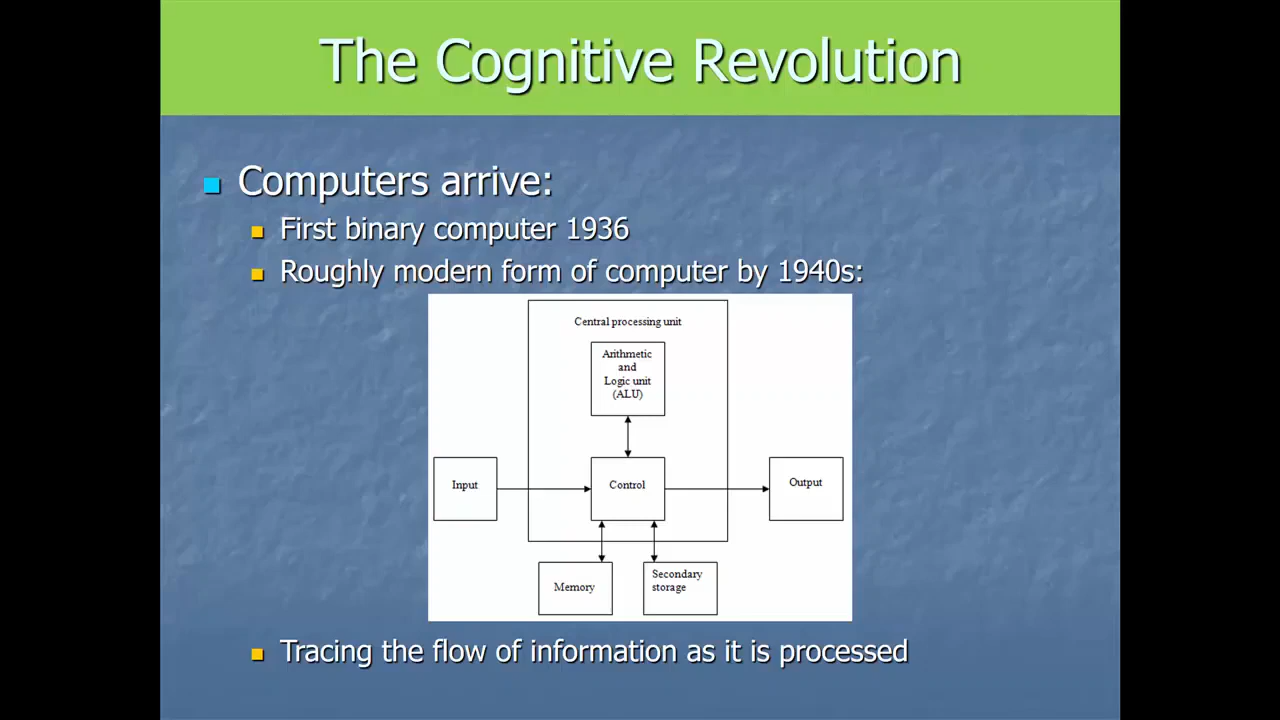 The Cognitive Revolution
Computers arrive:
First binary computer 1936
Roughly modern form of computer by 1940s:
Central processing unit
Arithmetic
and
Logic unit
(ALU)
Input
Control
Output
Memory
Secondary
storage
Tracing the flow of information as it is processed